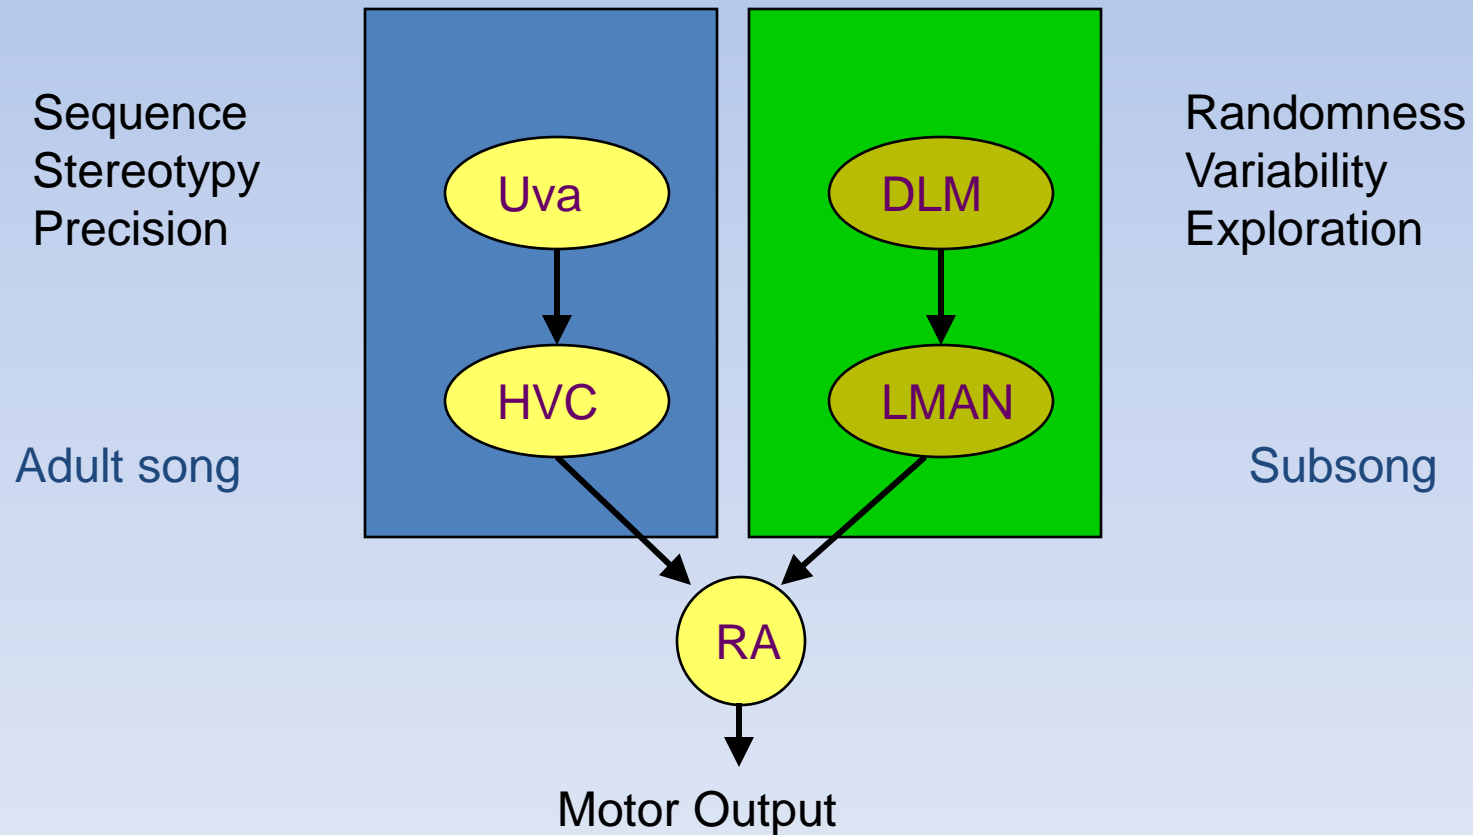 Sequence
Stereotypy
Precision
Uva
DLM
Randomness
Variability
Exploration
HVC
LMAN
Adult song
Subsong
RA
Motor Output